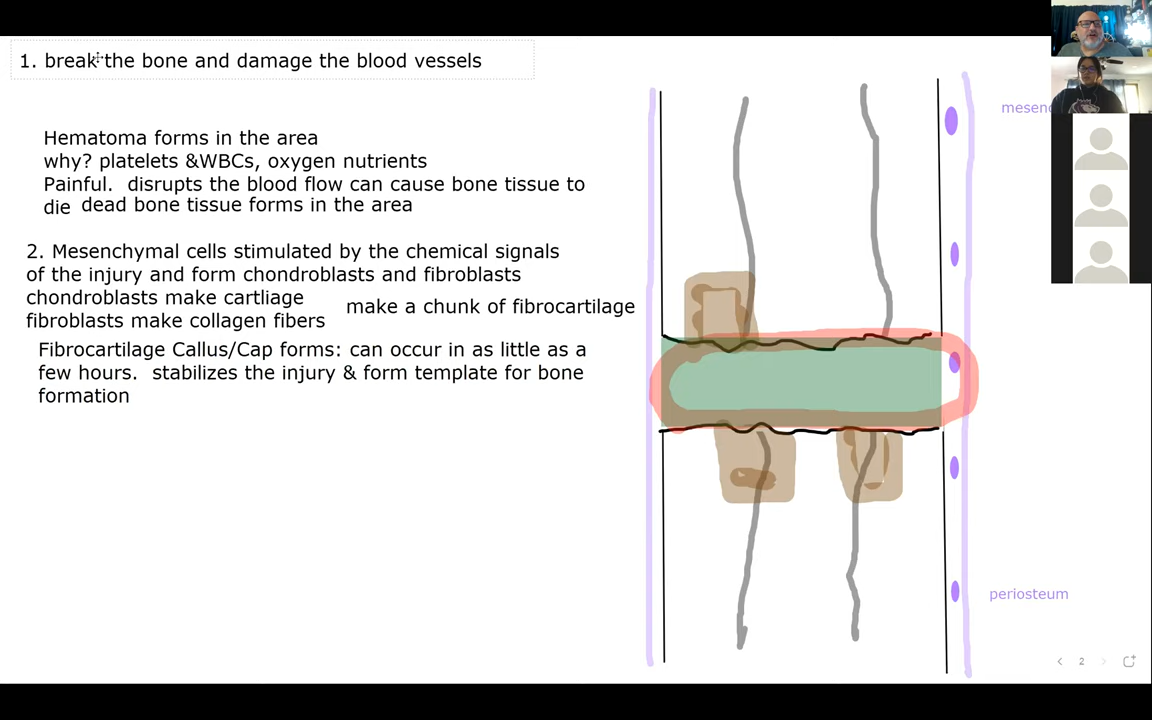 1. break the bone and damage the blood vessels
Hematoma forms in the area
why? platelets &WBCs, oxygen nutrients
Painful. disrupts the blood flow can cause bone tissue to
die dead bone tissue forms in the area
2. Mesenchymal cells stimulated by the chemical signals
of the injury and form chondroblasts and fibroblasts
chondroblasts make cartliage
fibroblasts make collagen fibers
make a chunk of fibrocartilage
Fibrocartilage Callus/Cap forms: can occur in as little as a
few hours. stabilizes the injury & form template for bone
formation
periosteum
2